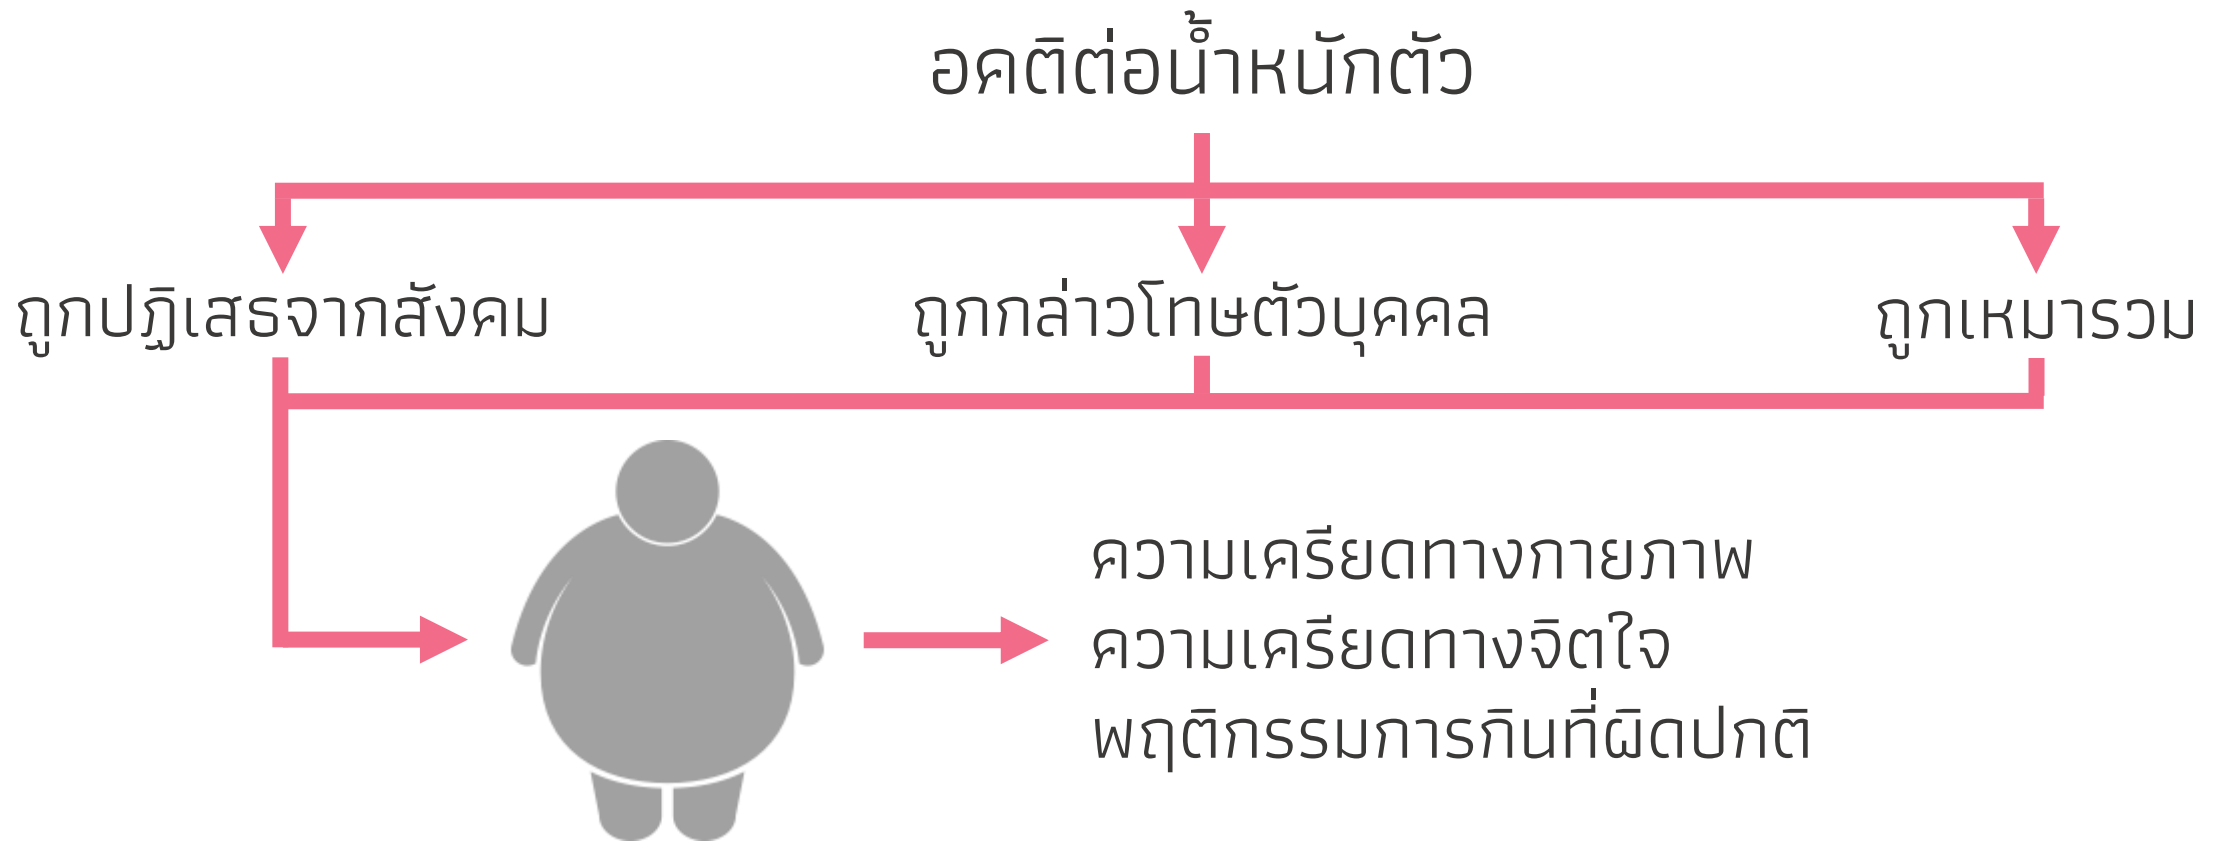 อคติต่อน้ำหนักตัว
ถูกปฏิเสธจากสังคม ถูกกล่าวโทษตัวบุคคล ถูกเหมารวม
ความเครียดทางกายภาพ
ความเครียดทางจิตใจ
พฤติกรรมการกินที่ผิดปกติ